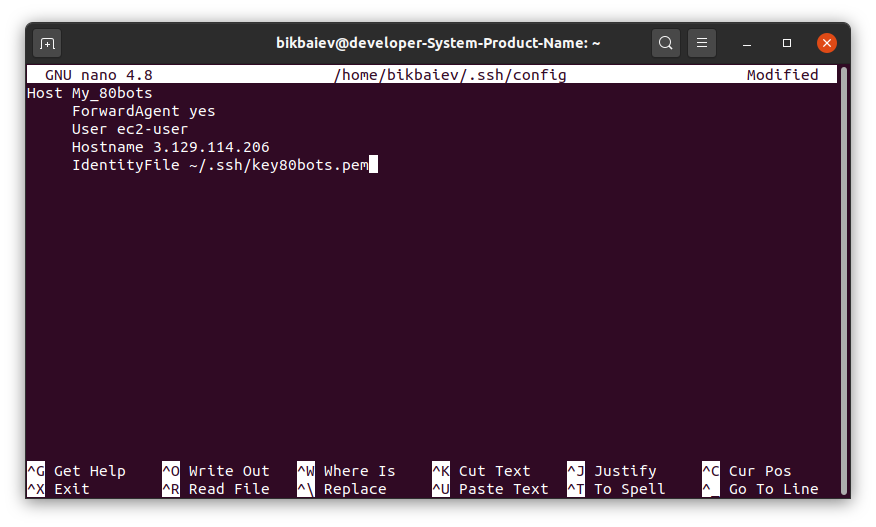 bikbaiev@developer-System-Product-Name: ~
GNU nano 4.8 /home/bikbaiev/.ssh/config Modified
Host My_80bots
ForwardAgent yes
User ec2-user
Hostname 3.129.114.206
IdentityFile ~/.ssh/key80bots.pem
^G Get Help ^O Write Out ^W Where Is ^K Cut Text ^J Justify ^C Cur Pos
^X Exit ^R Read File ^\ Replace ^U Paste Text ^T To Spell ^_ Go To Line